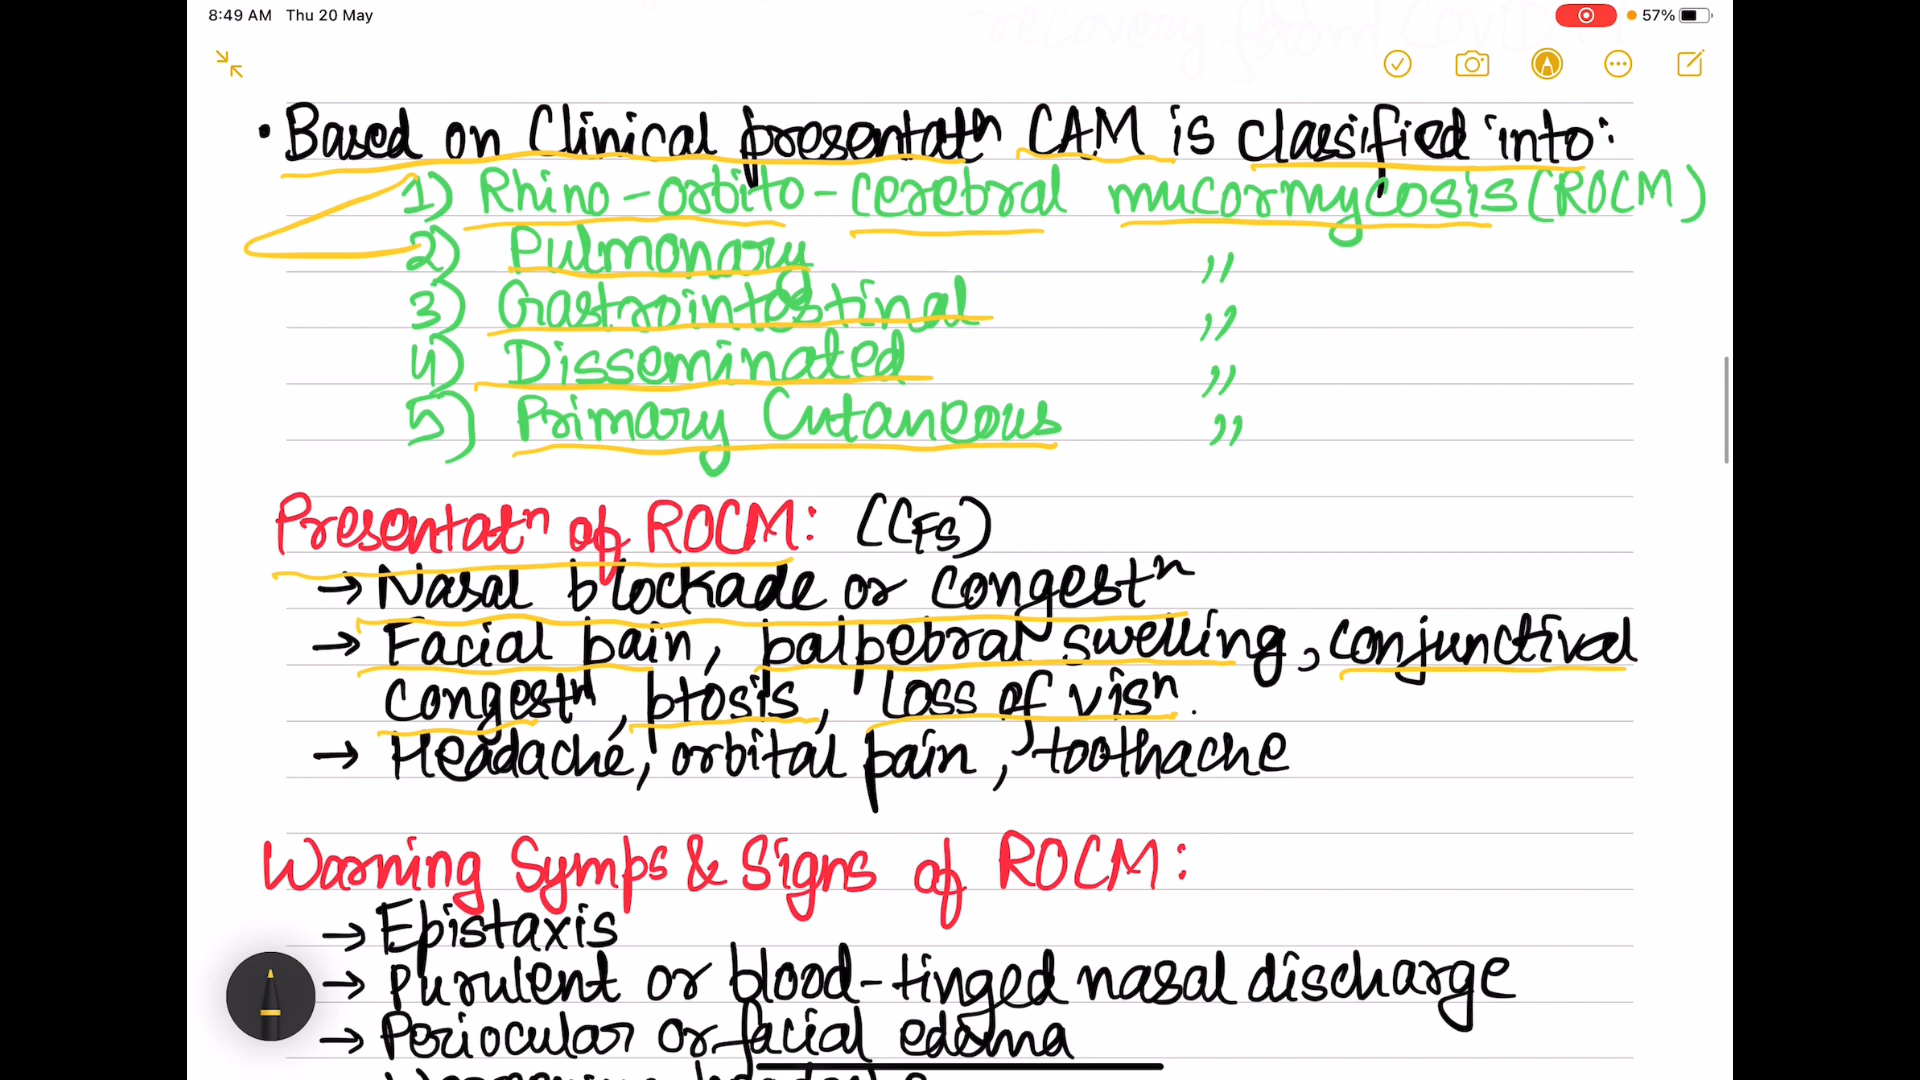 8:49 AM Thu 20 May 57%
recovery from COVID
• Based on Clinical presentatⁿ CAM is classified into:
1) Rhino-orbito-cerebral mucormycosis (ROCM)
2) Pulmonary "
3) Gastrointestinal "
4) Disseminated "
5) Primary Cutaneous "
Presentatⁿ of ROCM: (CFS)
→ Nasal blockade or congestⁿ
→ Facial pain, palpebral swelling, conjunctival
congestⁿ, ptosis, Loss of visⁿ.
→ Headache, orbital pain, toothache
Warning Symps & Signs of ROCM:
→ Epistaxis
→ Purulent or blood-tinged nasal discharge
→ Periocular or facial edema